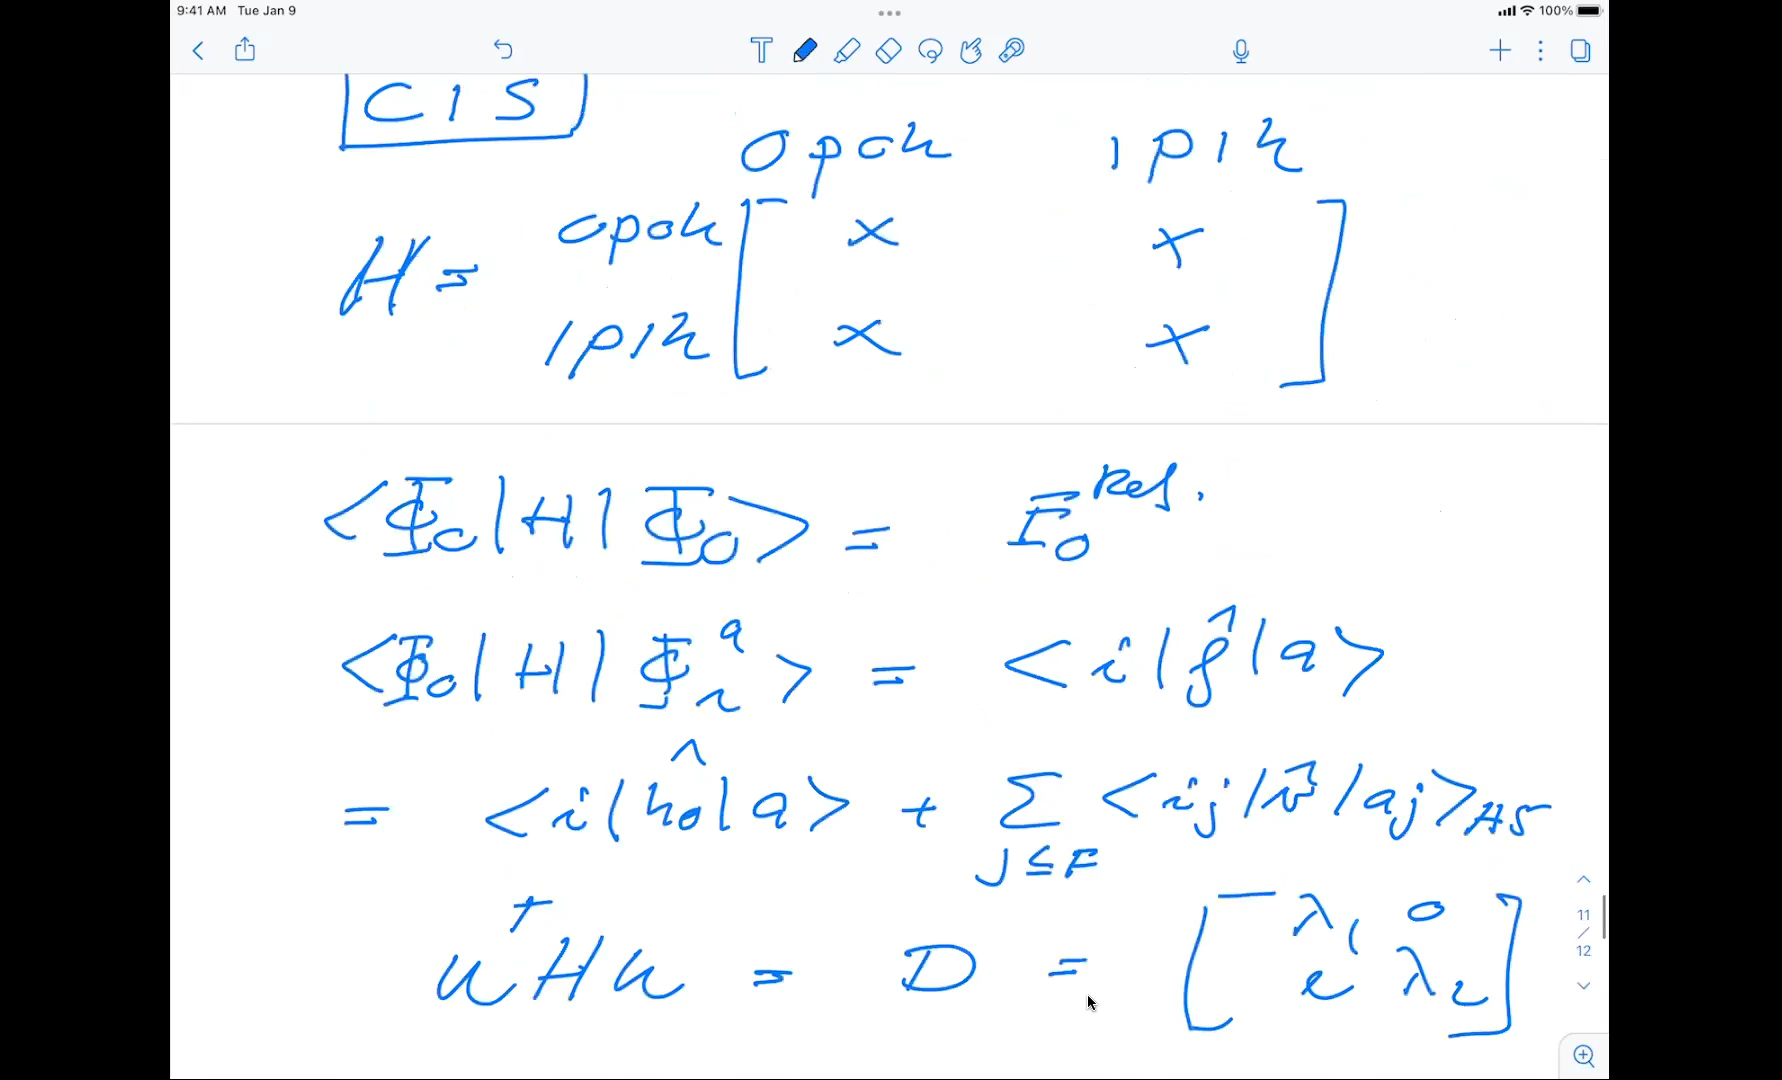 9:41 AM Tue Jan 9
100%
CIS
0p0h 1p1h
H =
0p0h [ x x ]
1p1h [ x x ]
<Φ₀|H|Φ₀> = E₀^Ref.
<Φ₀|H|Φᵢᵃ> = <i|f̂|a>
= <i|ĥ₀|a> + Σ_{j≤F} <ij|v̂|aj>_AS
u†Hu = D = [ λ₁ 0
0 λ₂ ]
11
/
12